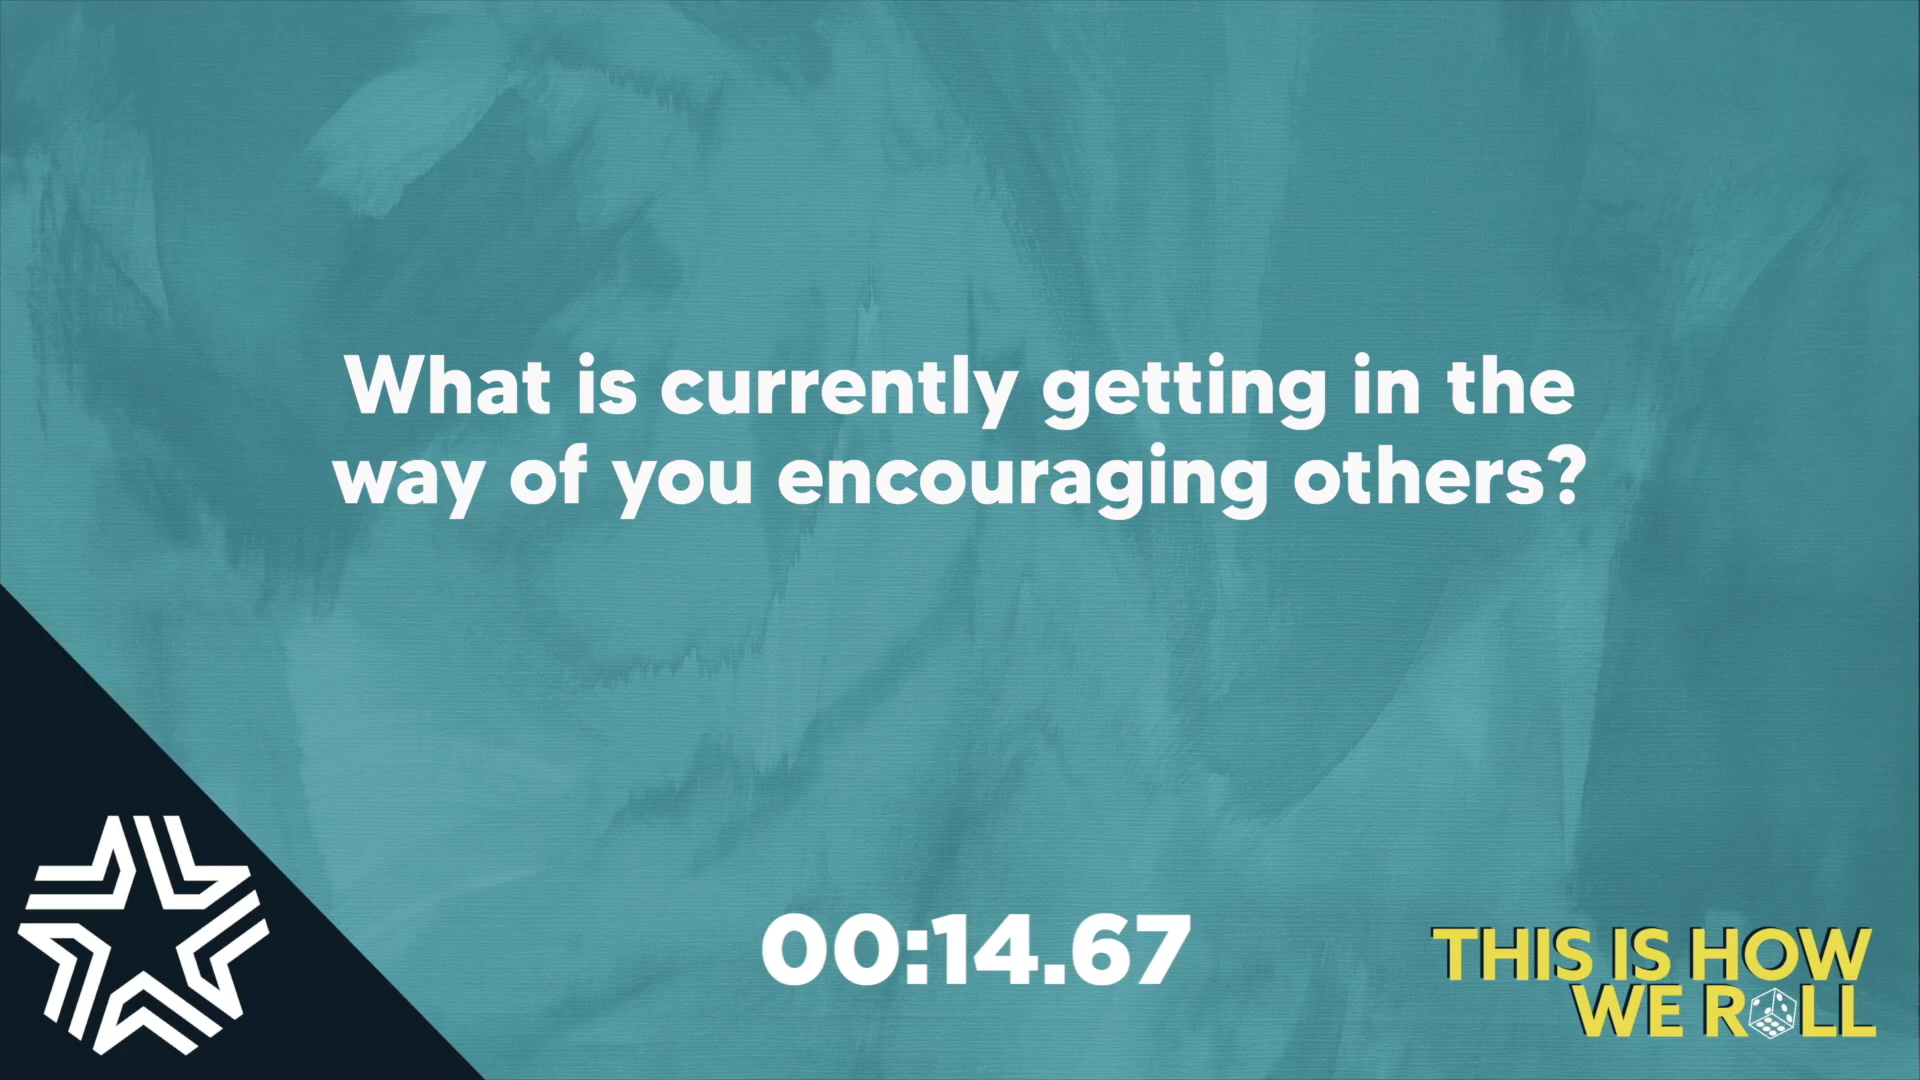 What is currently getting in the
way of you encouraging others?
00:14.67
THIS IS HOW
WE ROLL